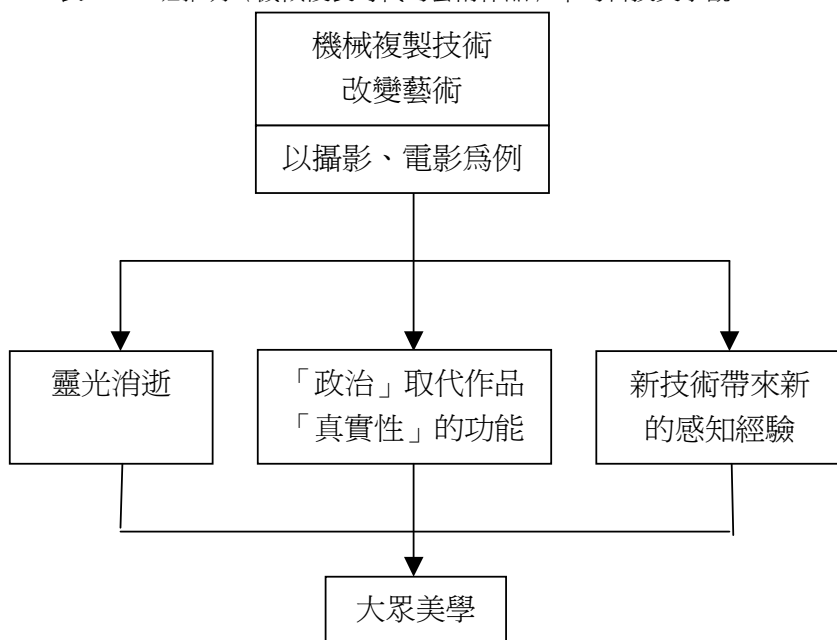 機械複製技術
改變藝術
以攝影、電影為例
靈光消逝
「政治」取代作品
「真實性」的功能
新技術帶來新
的感知經驗
大眾美學